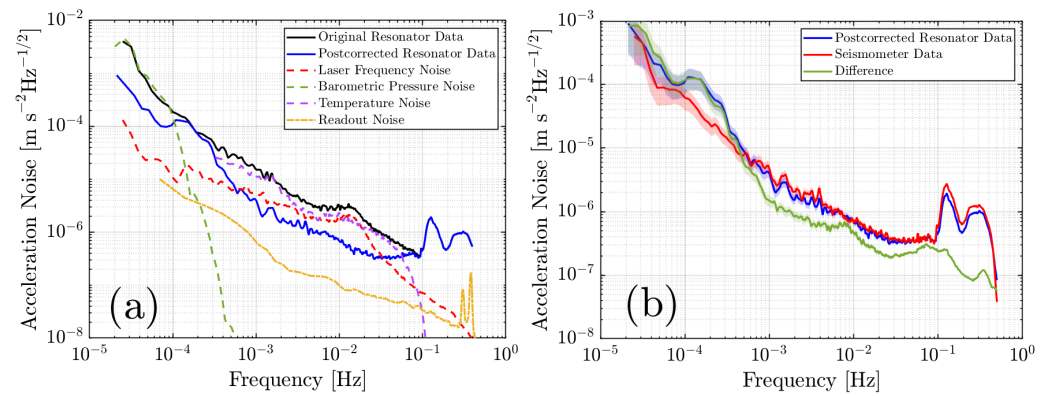 (a)
Acceleration Noise [m s⁻²Hz⁻¹/²]
10⁻²
10⁻⁴
10⁻⁶
10⁻⁸
Original Resonator Data
Postcorrected Resonator Data
Laser Frequency Noise
Barometric Pressure Noise
Temperature Noise
Readout Noise
10⁻⁵ 10⁻⁴ 10⁻³ 10⁻² 10⁻¹ 10⁰
Frequency [Hz]
(b)
Acceleration Noise [m s⁻²Hz⁻¹/²]
10⁻³
10⁻⁴
10⁻⁵
10⁻⁶
10⁻⁷
10⁻⁸
Postcorrected Resonator Data
Seismometer Data
Difference
10⁻⁵ 10⁻⁴ 10⁻³ 10⁻² 10⁻¹ 10⁰
Frequency [Hz]